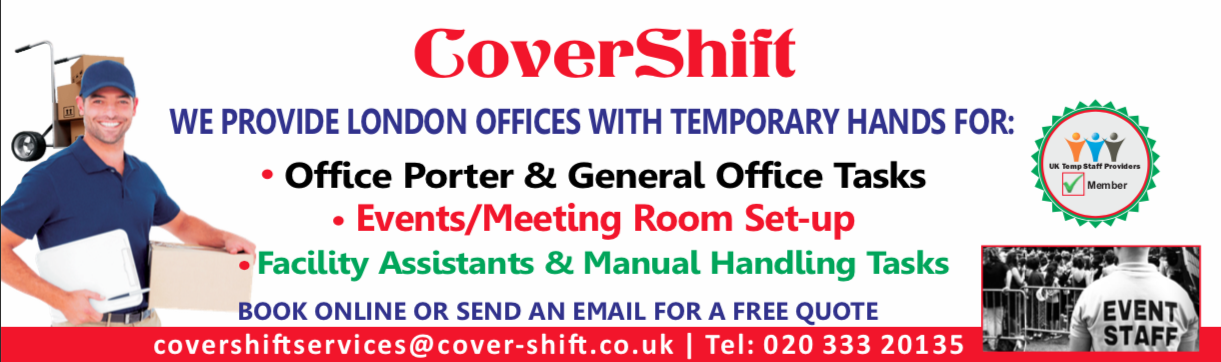 CoverShift
WE PROVIDE LONDON OFFICES WITH TEMPORARY HANDS FOR:
• Office Porter & General Office Tasks
• Events/Meeting Room Set-up
• Facility Assistants & Manual Handling Tasks
BOOK ONLINE OR SEND AN EMAIL FOR A FREE QUOTE
covershiftservices@cover-shift.co.uk | Tel: 020 333 20135
UK Temp Staff Providers
Member
EVENT
STAFF